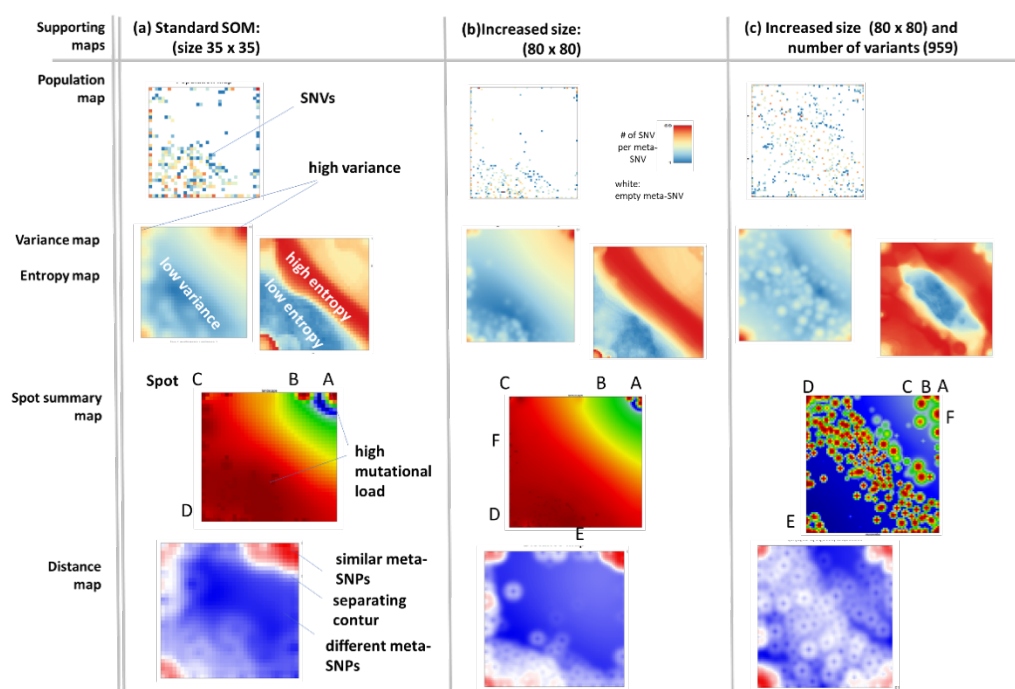 Supporting
maps
(a) Standard SOM:
(size 35 x 35)
(b)Increased size:
(80 x 80)
(c) Increased size (80 x 80) and
number of variants (959)
Population
map
SNVs
high variance
# of SNV
per meta-
SNV
white:
empty meta-SNV
Variance map
Entropy map
low variance
high entropy
low entropy
Spot summary
map
Spot
C
B
A
D
high
mutational
load
C
B
A
F
D
E
D
C
B
A
F
E
Distance
map
similar meta-
SNPs
separating
contur
different meta-
SNPs